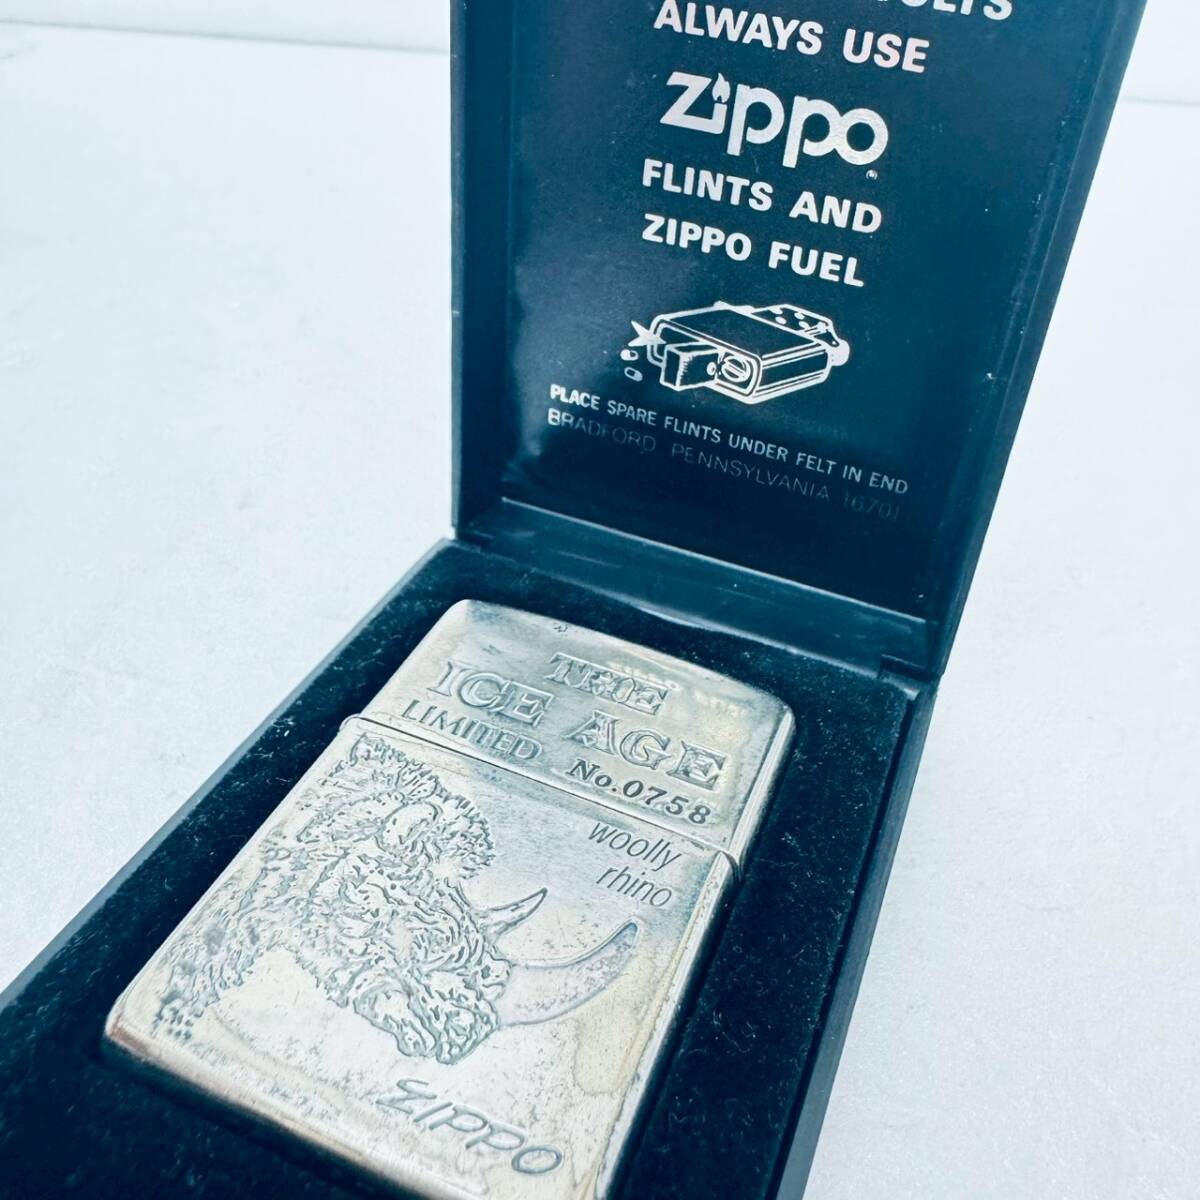 ALWAYS USE
Zippo
FLINTS AND
ZIPPO FUEL
PLACE SPARE FLINTS UNDER FELT IN END
BRADFORD PENNSYLVANIA 16701
THE
ICE AGE
LIMITED No.0758
woolly
rhino
ZIPPO